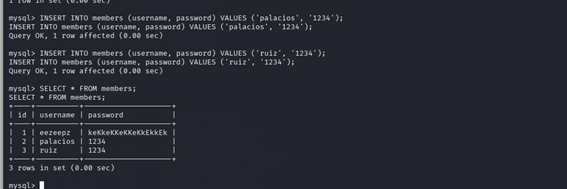 1 row in set (0.00 sec)
mysql> INSERT INTO members (username, password) VALUES ('palacios', '1234');
INSERT INTO members (username, password) VALUES ('palacios', '1234');
Query OK, 1 row affected (0.00 sec)
mysql> INSERT INTO members (username, password) VALUES ('ruiz', '1234');
INSERT INTO members (username, password) VALUES ('ruiz', '1234');
Query OK, 1 row affected (0.00 sec)
mysql> SELECT * FROM members;
SELECT * FROM members;
+----+----------+----------------------+
| id | username | password             |
+----+----------+----------------------+
|  1 | eezeepz  | keKkeKKeKKeKkEkkEk |
|  2 | palacios | 1234                 |
|  3 | ruiz     | 1234                 |
+----+----------+----------------------+
3 rows in set (0.00 sec)
mysql>